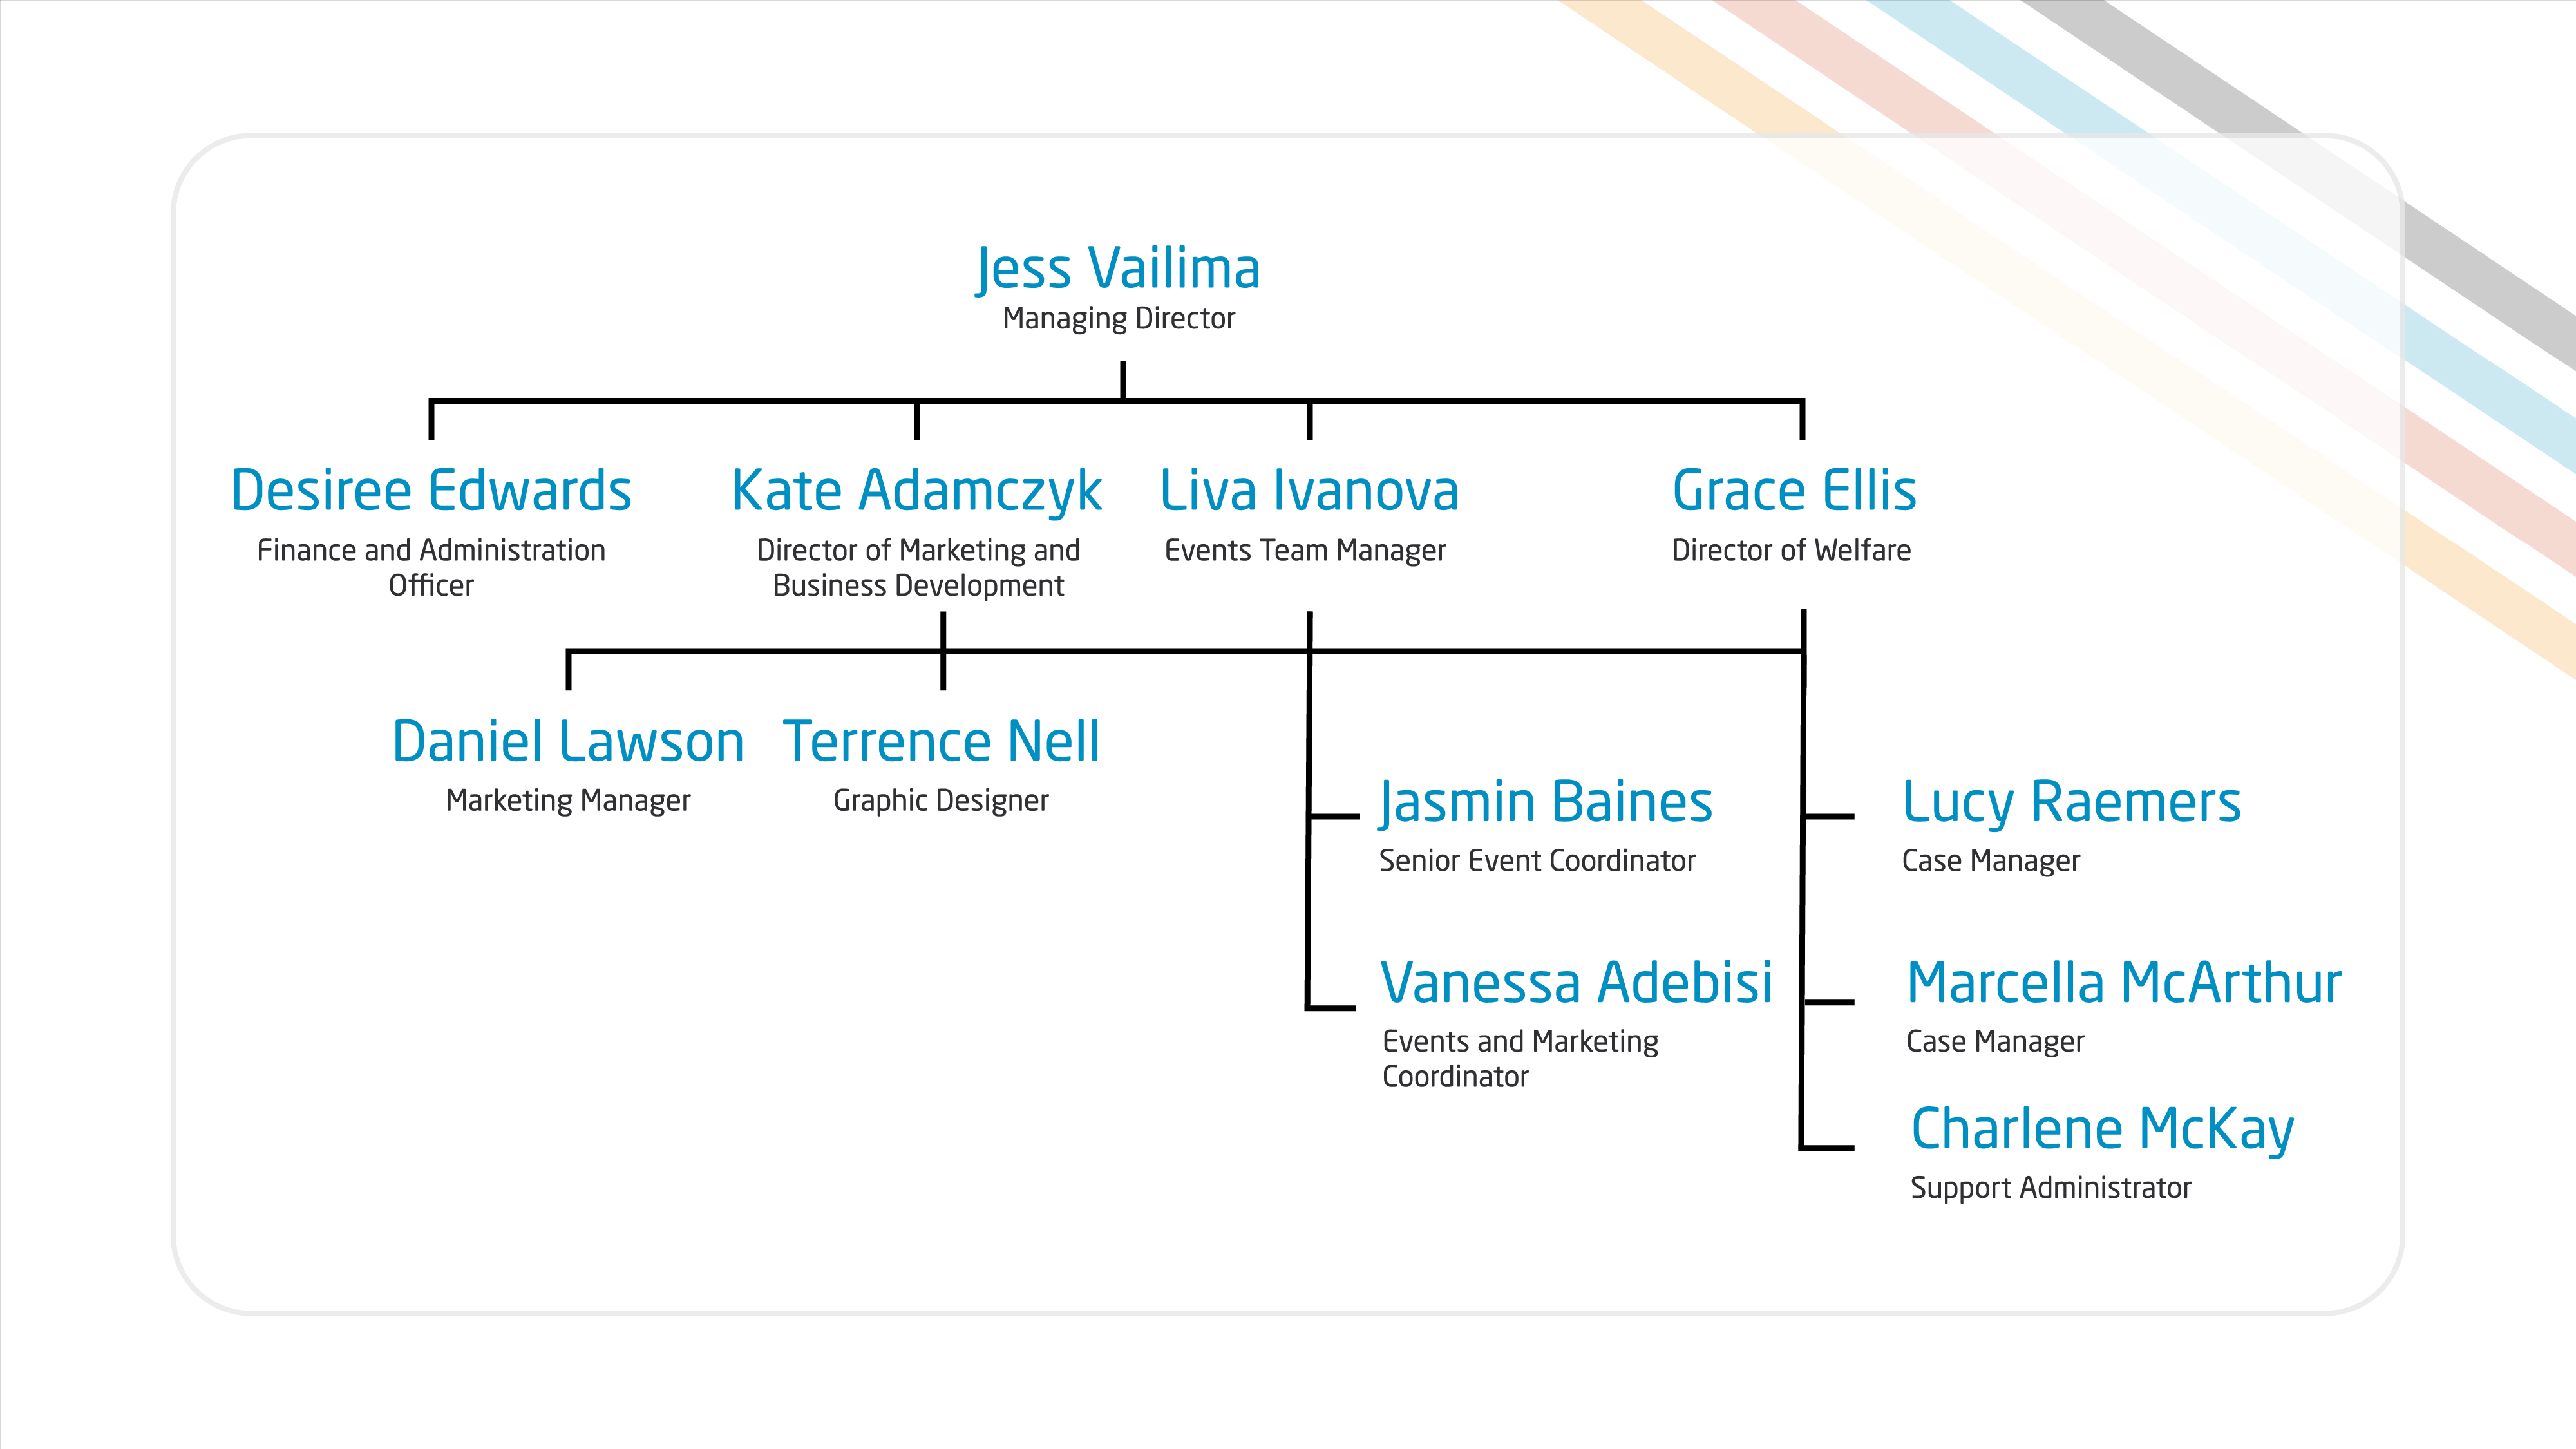 Jess Vailima
Managing Director
Desiree Edwards
Finance and Administration
Officer
Kate Adamczyk
Director of Marketing and
Business Development
Liva Ivanova
Events Team Manager
Grace Ellis
Director of Welfare
Daniel Lawson
Marketing Manager
Terrence Nell
Graphic Designer
Jasmin Baines
Senior Event Coordinator
Vanessa Adebisi
Events and Marketing
Coordinator
Lucy Raemers
Case Manager
Marcella McArthur
Case Manager
Charlene McKay
Support Administrator